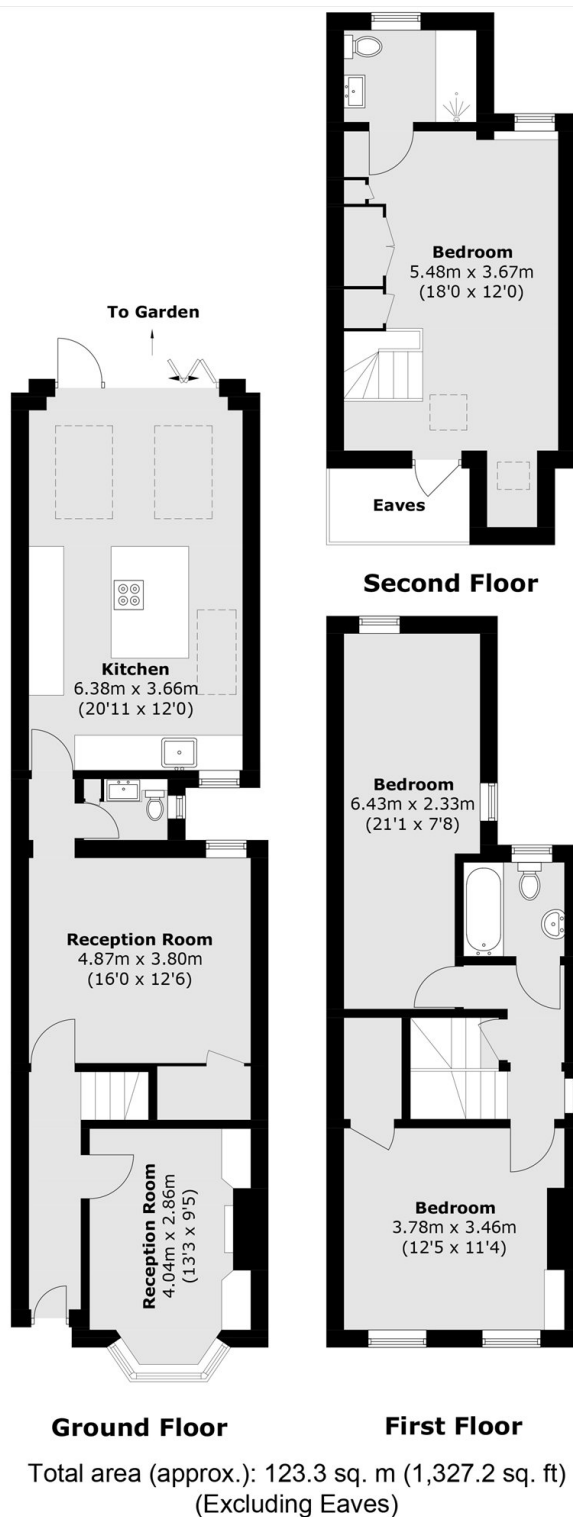 Bedroom
5.48m x 3.67m
(18'0 x 12'0)
Eaves
Second Floor
To Garden
Kitchen
6.38m x 3.66m
(20'11 x 12'0)
Reception Room
4.87m x 3.80m
(16'0 x 12'6)
Reception Room
4.04m x 2.86m
(13'3 x 9'5)
Ground Floor
Bedroom
6.43m x 2.33m
(21'1 x 7'8)
Bedroom
3.78m x 3.46m
(12'5 x 11'4)
First Floor
Total area (approx.): 123.3 sq. m (1,327.2 sq. ft)
(Excluding Eaves)